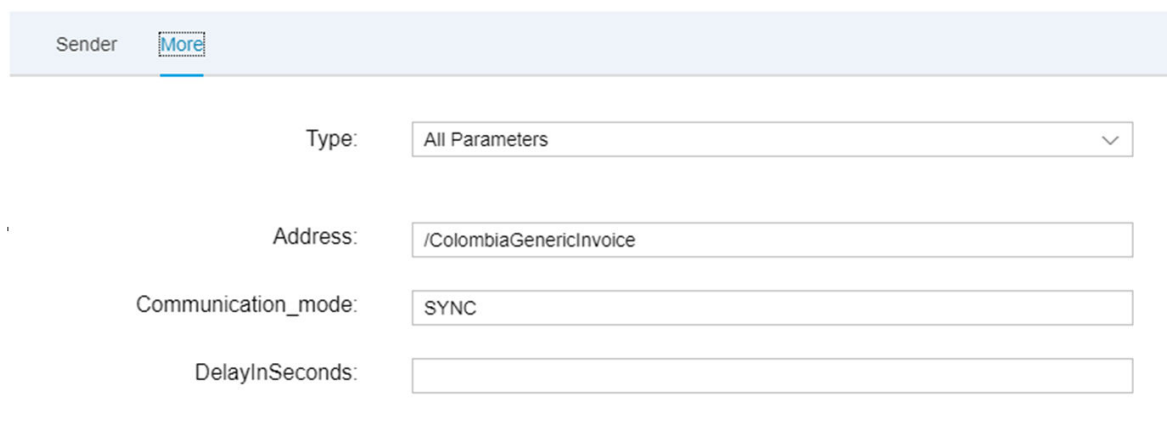 Sender More
Type: All Parameters
Address: /ColombiaGenericInvoice
Communication_mode: SYNC
DelayInSeconds: